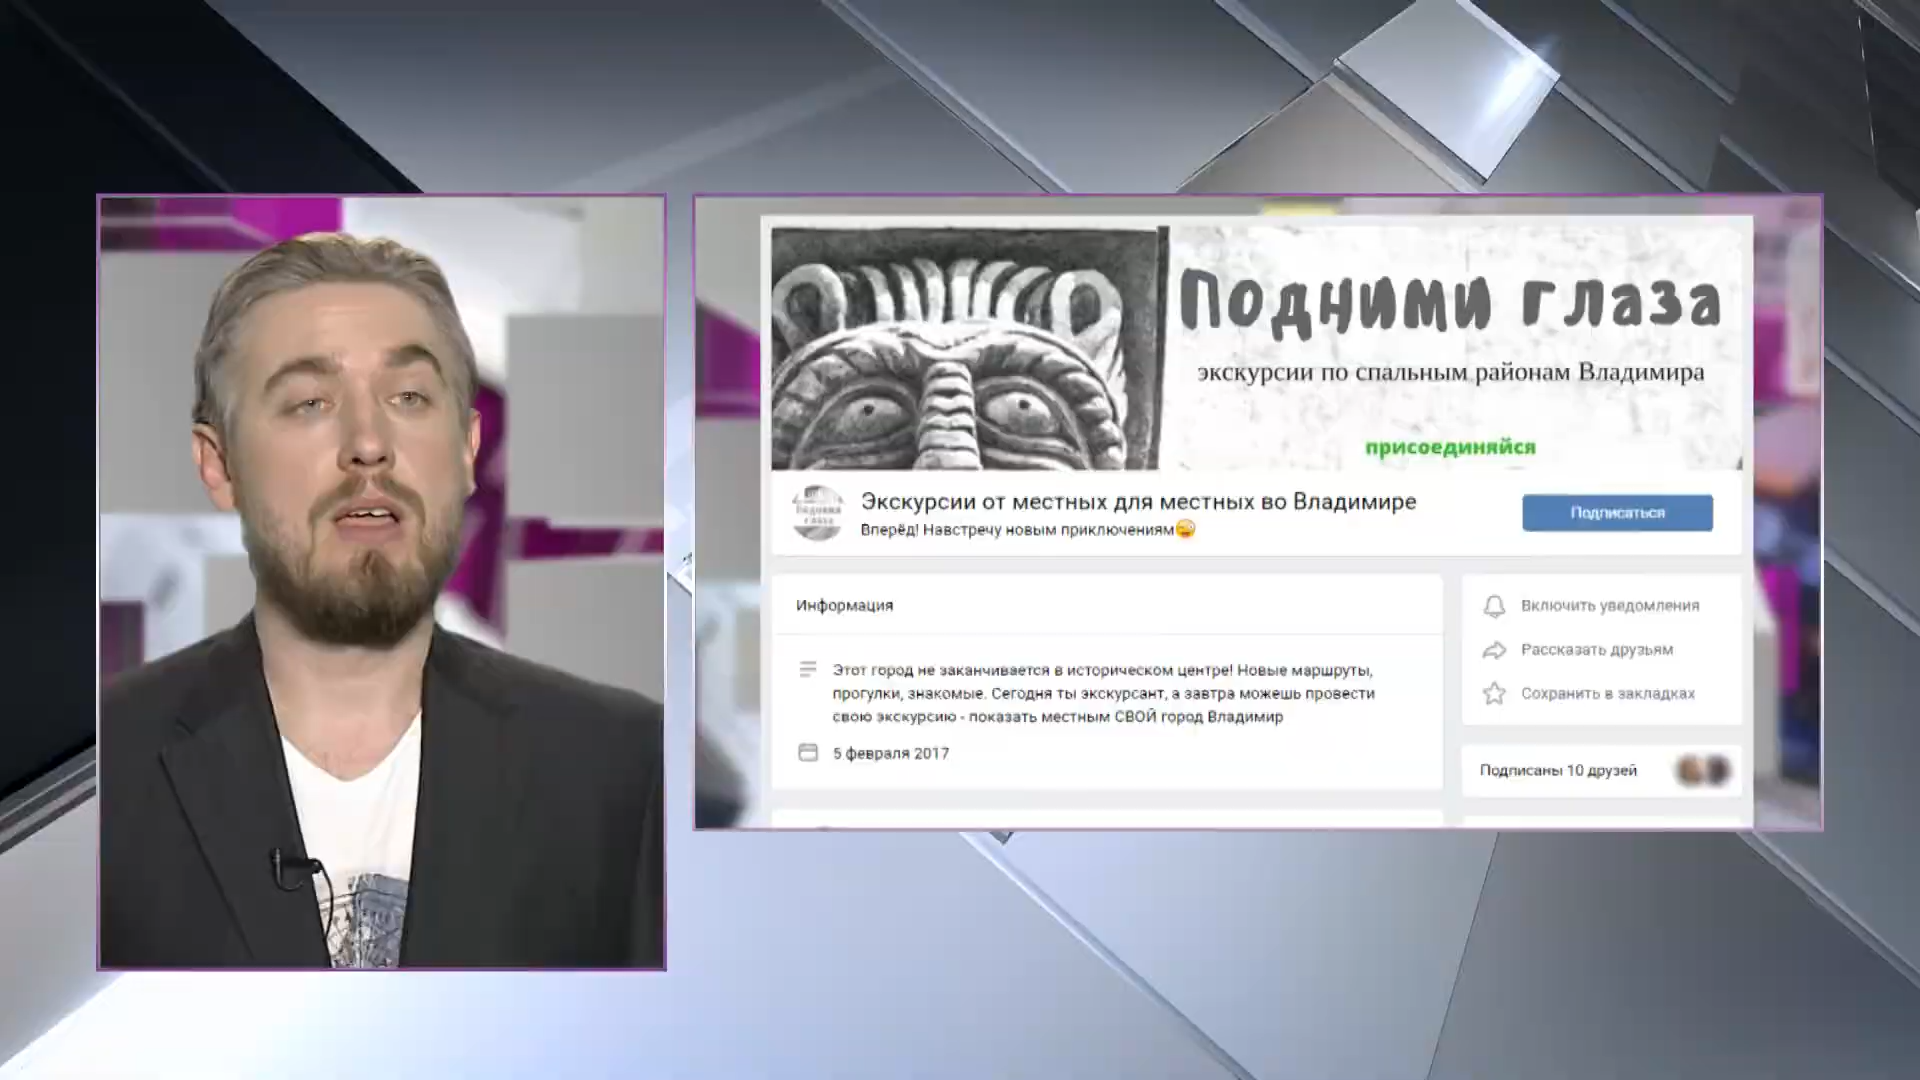 Подними глаза
экскурсии по спальным районам Владимира
присоединяйся
Экскурсии от местных для местных во Владимире
Вперёд! Навстречу новым приключениям
Подписаться
Информация
Этот город не заканчивается в историческом центре! Новые маршруты,
прогулки, знакомые. Сегодня ты экскурсант, а завтра можешь провести
свою экскурсию - показать местным СВОЙ город Владимир
5 февраля 2017
Включить уведомления
Рассказать друзьям
Сохранить в закладках
Подписаны 10 друзей